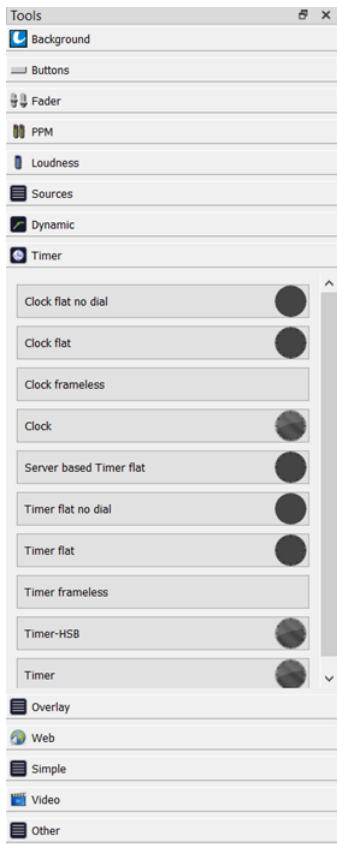 Tools
Background
Buttons
Fader
PPM
Loudness
Sources
Dynamic
Timer
Clock flat no dial
Clock flat
Clock frameless
Clock
Server based Timer flat
Timer flat no dial
Timer flat
Timer frameless
Timer-HSB
Timer
Overlay
Web
Simple
Video
Other